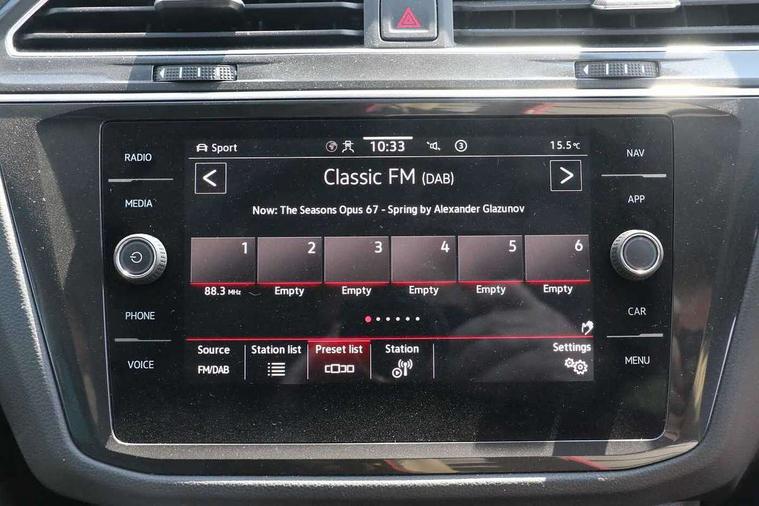 Sport
10:33
3
15.5°C
RADIO
NAV
Classic FM (DAB)
MEDIA
APP
Now: The Seasons Opus 67 - Spring by Alexander Glazunov
1 2 3 4 5 6
88.3 MHz Empty Empty Empty Empty Empty
PHONE
CAR
Source Station list Preset list Station Settings
FM/DAB
VOICE
MENU